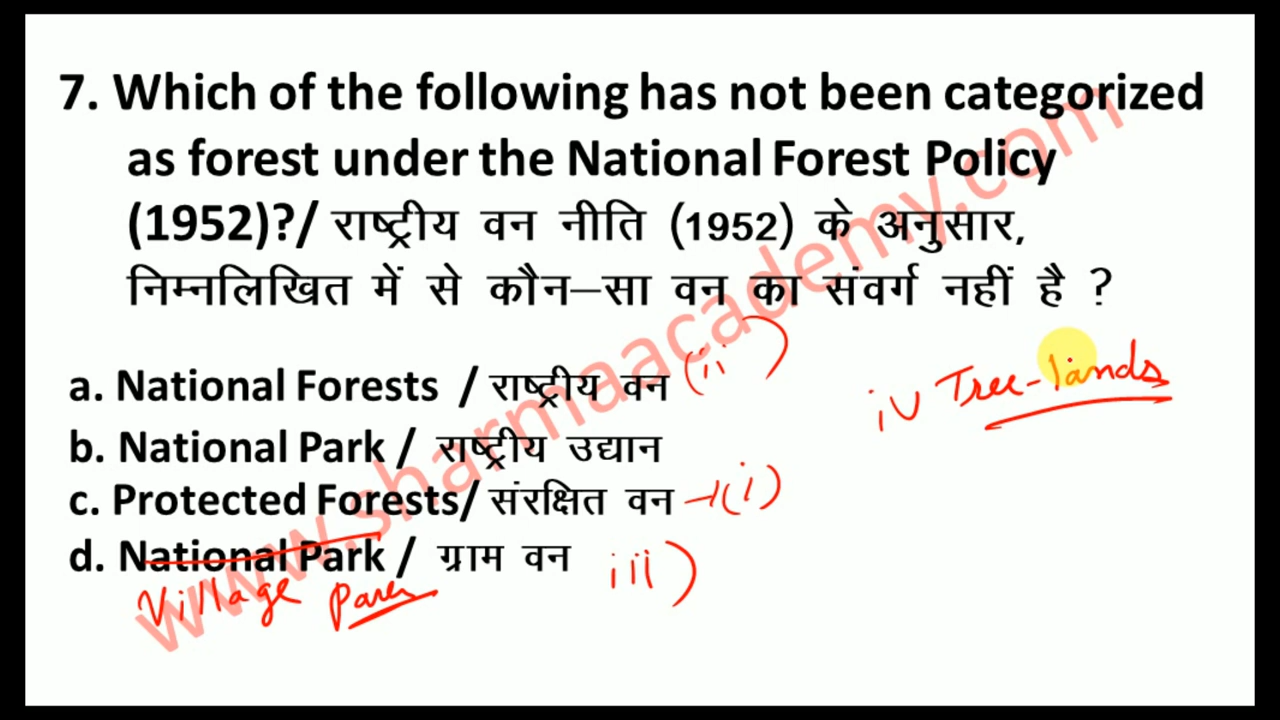 7. Which of the following has not been categorized
as forest under the National Forest Policy
(1952)?/ राष्ट्रीय वन नीति (1952) के अनुसार,
निम्नलिखित में से कौन–सा वन का संवर्ग नहीं है ?
a. National Forests / राष्ट्रीय वन (ii)
iv Tree-lands
b. National Park / राष्ट्रीय उद्यान
c. Protected Forests/ संरक्षित वन (i)
d. National Park / ग्राम वन iii)
Village
www.sharmaacademy.com